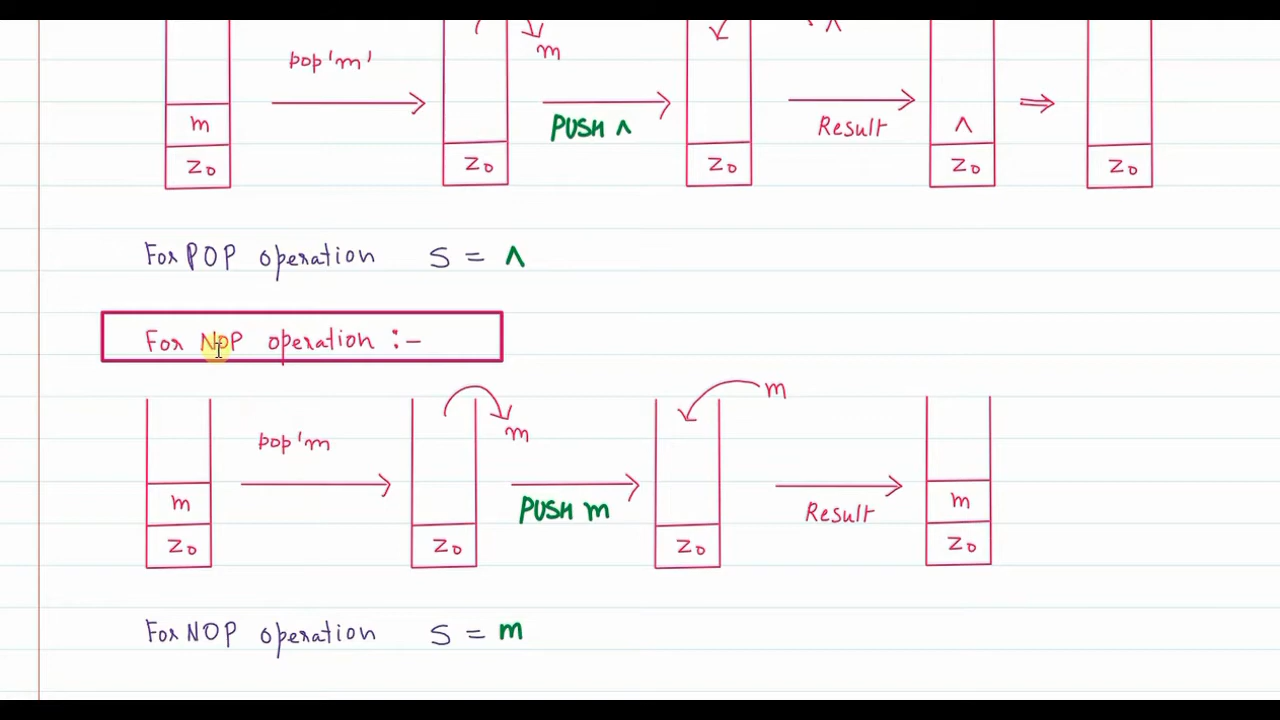 pop 'm'
m
PUSH ʌ
Result
ʌ
m
Z₀
Z₀
Z₀
ʌ
Z₀
Z₀
For POP operation S = ʌ
For NOP operation :-
pop 'm
m
m
PUSH m
Result
m
Z₀
Z₀
Z₀
m
Z₀
For NOP operation S = m